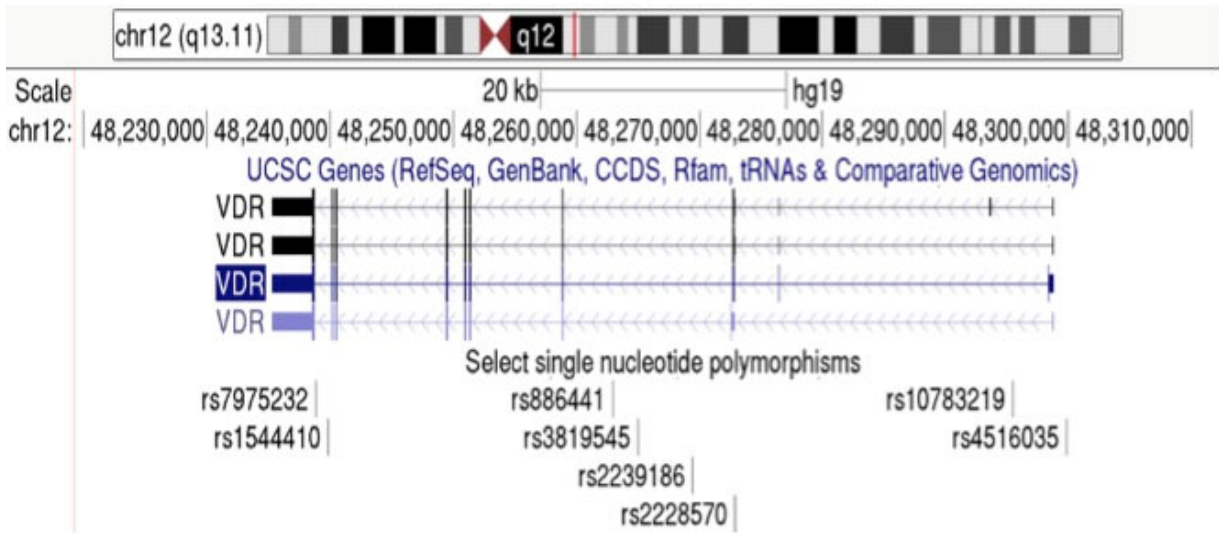 chr12 (q13.11) q12
Scale 20 kb hg19
chr12: 48,230,000 48,240,000 48,250,000 48,260,000 48,270,000 48,280,000 48,290,000 48,300,000 48,310,000
UCSC Genes (RefSeq, GenBank, CCDS, Rfam, tRNAs & Comparative Genomics)
VDR
VDR
VDR
VDR
Select single nucleotide polymorphisms
rs7975232 rs886441 rs10783219
rs1544410 rs3819545 rs4516035
rs2239186
rs2228570